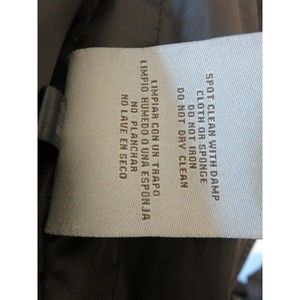 SPOT CLEAN WITH DAMP
CLOTH OR SPONGE
DO NOT IRON
DO NOT DRY CLEAN
LIMPIAR CON UN TRAPO
LIMPIO HUMEDO O UNA ESPONJA
NO PLANCHAR
NO LAVE EN SECO